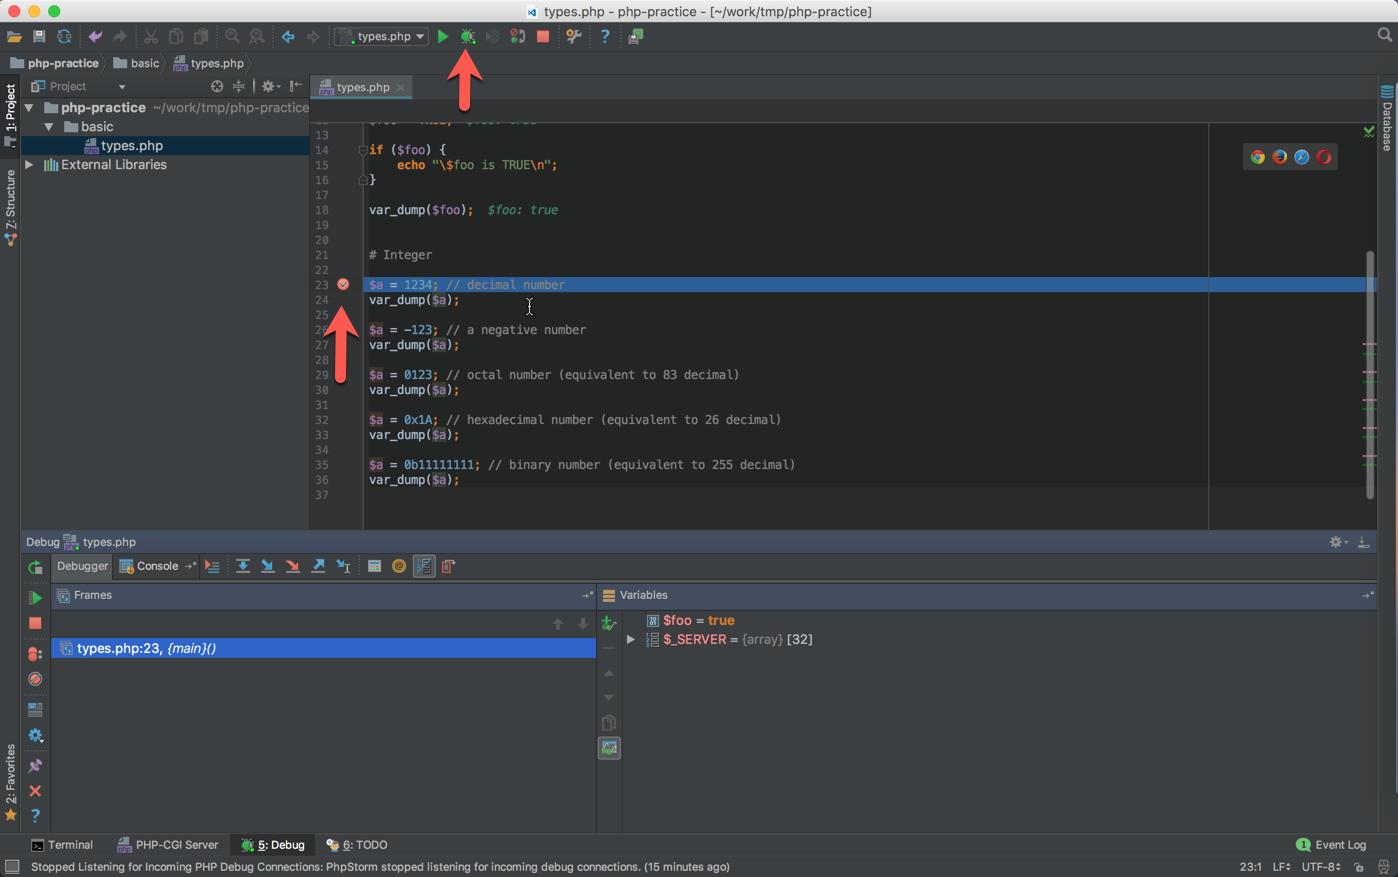 types.php - php-practice - [~/work/tmp/php-practice]
types.php
php-practice
basic
types.php
1: Project
Z: Structure
2: Favorites
Project
php-practice ~/work/tmp/php-practice
basic
types.php
External Libraries
types.php
Database
13
14 if ($foo) {
15 echo "\$foo is TRUE\n";
16 }
17
18 var_dump($foo); $foo: true
19
20
21 # Integer
22
23 $a = 1234; // decimal number
24 var_dump($a);
25
26 $a = -123; // a negative number
27 var_dump($a);
28
29 $a = 0123; // octal number (equivalent to 83 decimal)
30 var_dump($a);
31
32 $a = 0x1A; // hexadecimal number (equivalent to 26 decimal)
33 var_dump($a);
34
35 $a = 0b11111111; // binary number (equivalent to 255 decimal)
36 var_dump($a);
37
Debug types.php
Debugger Console
Frames
Variables
types.php:23, {main}()
$foo = true
$_SERVER = {array} [32]
Terminal
PHP-CGI Server
5: Debug
6: TODO
1 Event Log
Stopped Listening for Incoming PHP Debug Connections: PhpStorm stopped listening for incoming debug connections. (15 minutes ago)
23:1 LF UTF-8